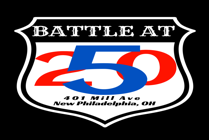 BATTLE AT
250
401 Mill Ave
New Philadelphia, OH